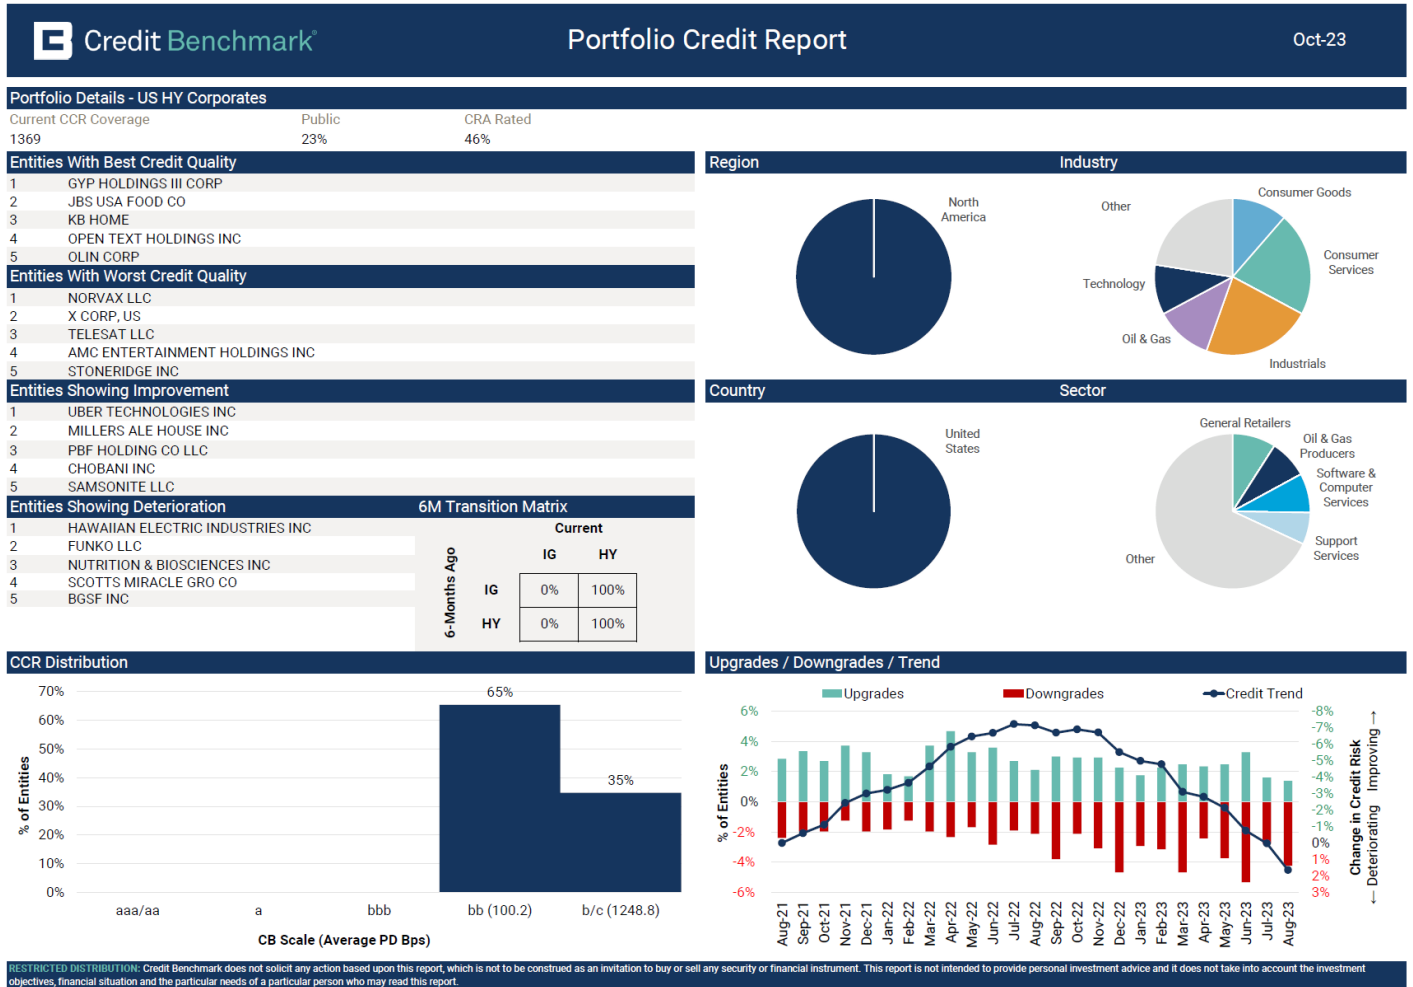 Credit Benchmark
Portfolio Credit Report
Oct-23
Portfolio Details - US HY Corporates
Current CCR Coverage Public CRA Rated
1369 23% 46%
Entities With Best Credit Quality
1 GYP HOLDINGS III CORP
2 JBS USA FOOD CO
3 KB HOME
4 OPEN TEXT HOLDINGS INC
5 OLIN CORP
Entities With Worst Credit Quality
1 NORVAX LLC
2 X CORP, US
3 TELESAT LLC
4 AMC ENTERTAINMENT HOLDINGS INC
5 STONERIDGE INC
Entities Showing Improvement
1 UBER TECHNOLOGIES INC
2 MILLERS ALE HOUSE INC
3 PBF HOLDING CO LLC
4 CHOBANI INC
5 SAMSONITE LLC
Entities Showing Deterioration
1 HAWAIIAN ELECTRIC INDUSTRIES INC
2 FUNKO LLC
3 NUTRITION & BIOSCIENCES INC
4 SCOTTS MIRACLE GRO CO
5 BGSF INC
6M Transition Matrix
Current
6-Months Ago
IG HY
IG 0% 100%
HY 0% 100%
Region
North
America
Industry
Consumer Goods
Consumer
Services
Industrials
Oil & Gas
Technology
Other
Country
United
States
Sector
General Retailers
Oil & Gas
Producers
Software &
Computer
Services
Support
Services
Other
CCR Distribution
% of Entities
70%
60%
50%
40%
30%
20%
10%
0%
65%
35%
aaa/aa a bbb bb (100.2) b/c (1248.8)
CB Scale (Average PD Bps)
Upgrades / Downgrades / Trend
Upgrades Downgrades Credit Trend
% of Entities
6%
4%
2%
0%
-2%
-4%
-6%
-8%
-7%
-6%
-5%
-4%
-3%
-2%
-1%
0%
1%
2%
3%
Change in Credit Risk
← Deteriorating Improving →
Aug-21 Sep-21 Oct-21 Nov-21 Dec-21 Jan-22 Feb-22 Mar-22 Apr-22 May-22 Jun-22 Jul-22 Aug-22 Sep-22 Oct-22 Nov-22 Dec-22 Jan-23 Feb-23 Mar-23 Apr-23 May-23 Jun-23 Jul-23 Aug-23
RESTRICTED DISTRIBUTION: Credit Benchmark does not solicit any action based upon this report, which is not to be construed as an invitation to buy or sell any security or financial instrument. This report is not intended to provide personal investment advice and it does not take into account the investment
objectives, financial situation and the particular needs of a particular person who may read this report.